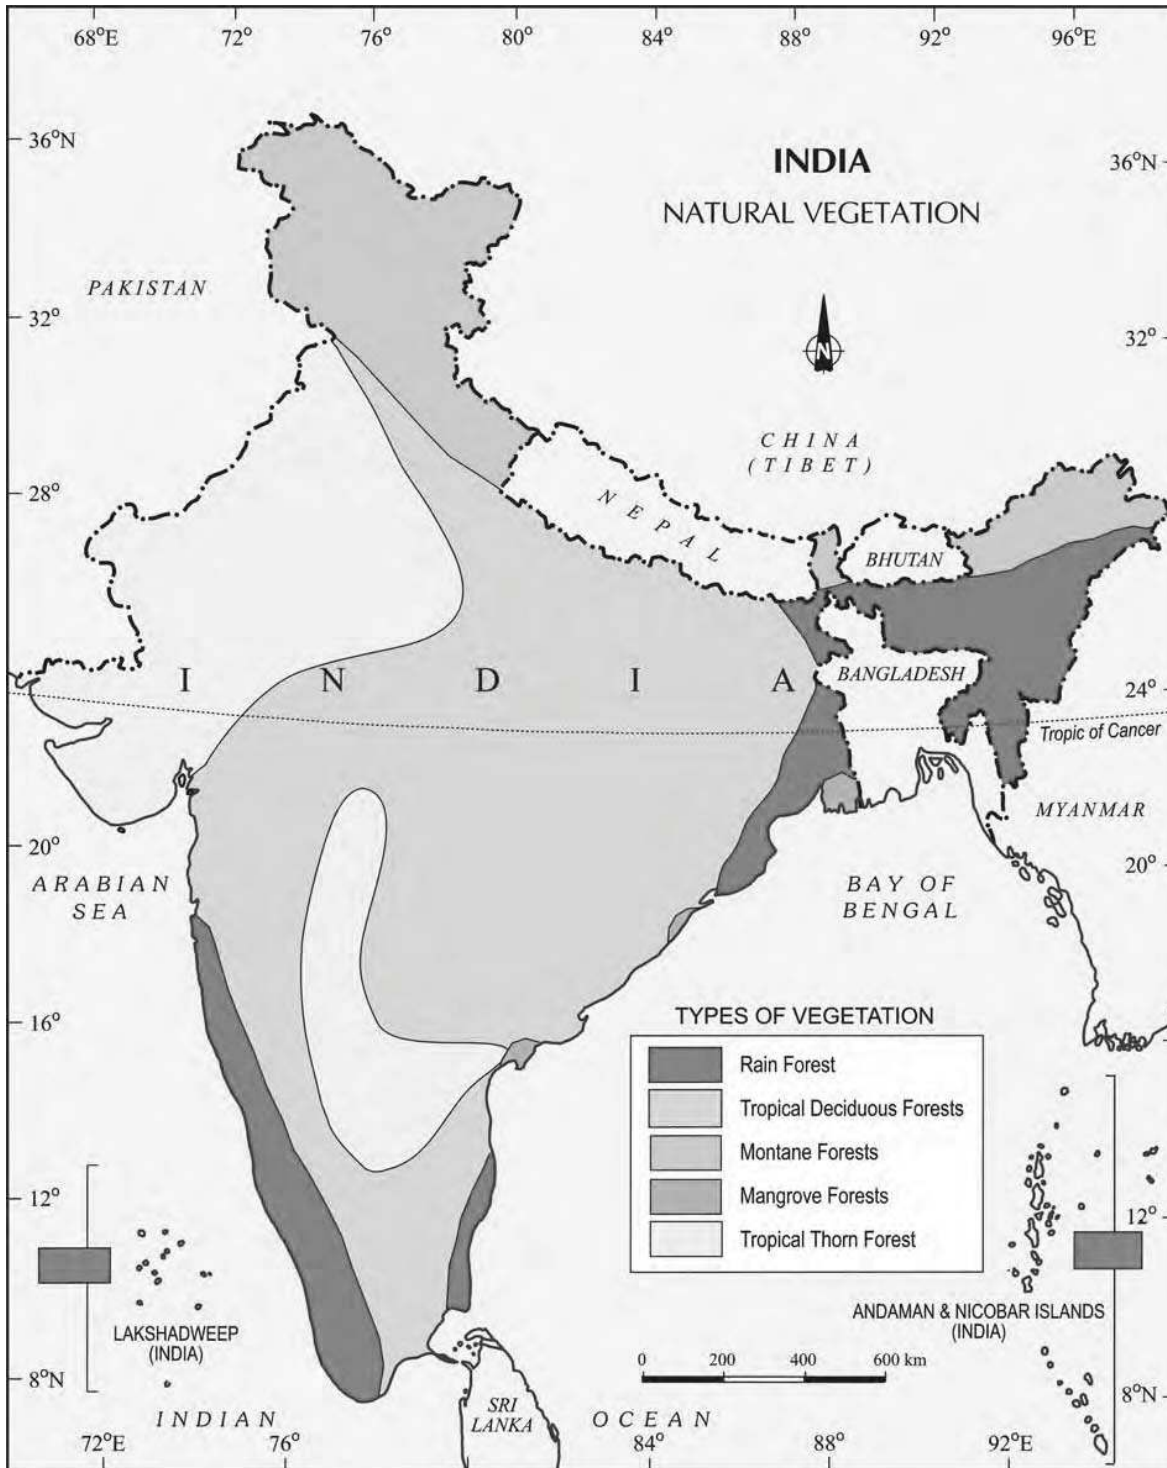 68°E 72° 76° 80° 84° 88° 92° 96°E
36°N
36°N
INDIA
NATURAL VEGETATION
PAKISTAN
32°
32°
N
CHINA
(TIBET)
28°
28°
NEPAL
BHUTAN
INDIA
BANGLADESH
24°
Tropic of Cancer
MYANMAR
20°
20°
ARABIAN
SEA
BAY OF
BENGAL
16°
TYPES OF VEGETATION
Rain Forest
Tropical Deciduous Forests
Montane Forests
Mangrove Forests
Tropical Thorn Forest
12°
12°
LAKSHADWEEP
(INDIA)
ANDAMAN & NICOBAR ISLANDS
(INDIA)
0 200 400 600 km
8°N
8°N
SRI
LANKA
INDIAN OCEAN
72°E 76° 84° 88° 92°E